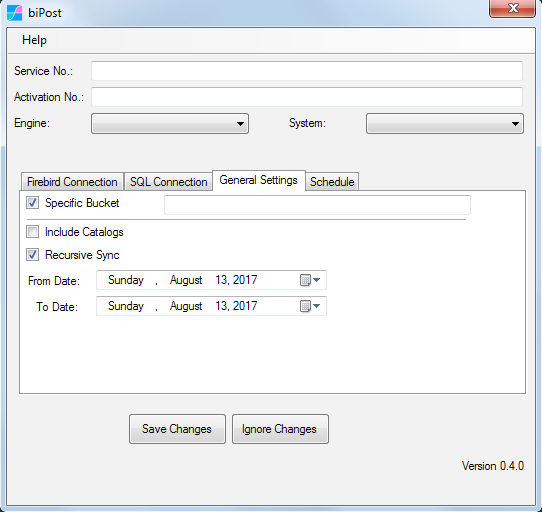 biPost
Help
Service No.:
Activation No.:
Engine: System:
Firebird Connection SQL Connection General Settings Schedule
Specific Bucket
Include Catalogs
Recursive Sync
From Date: Sunday , August 13, 2017
To Date: Sunday , August 13, 2017
Save Changes Ignore Changes
Version 0.4.0